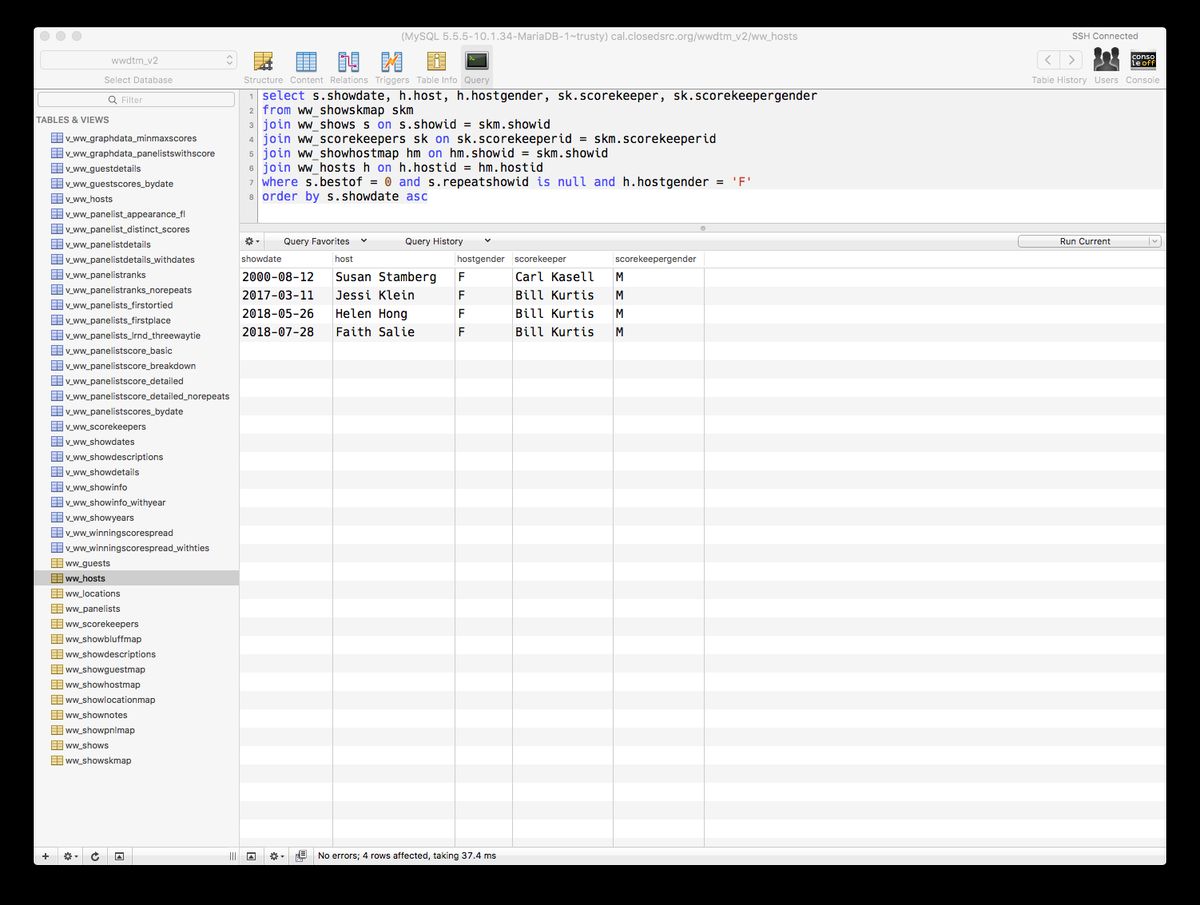 (MySQL 5.5.5-10.1.34-MariaDB-1~trusty) cal.closedsrc.org/wwdtm_v2/ww_hosts
SSH Connected
wwdtm_v2
Select Database
Structure Content Relations Triggers Table Info Query
conso
le off
Table History Users Console
Filter
TABLES & VIEWS
v_ww_graphdata_minmaxscores
v_ww_graphdata_panelistswithscore
v_ww_guestdetails
v_ww_guestscores_bydate
v_ww_hosts
v_ww_panelist_appearance_fl
v_ww_panelist_distinct_scores
v_ww_panelistdetails
v_ww_panelistdetails_withdates
v_ww_panelistranks
v_ww_panelistranks_norepeats
v_ww_panelists_firstortied
v_ww_panelists_firstplace
v_ww_panelists_lrnd_threewaytie
v_ww_panelistscore_basic
v_ww_panelistscore_breakdown
v_ww_panelistscore_detailed
v_ww_panelistscore_detailed_norepeats
v_ww_panelistscores_bydate
v_ww_scorekeepers
v_ww_showdates
v_ww_showdescriptions
v_ww_showdetails
v_ww_showinfo
v_ww_showinfo_withyear
v_ww_showyears
v_ww_winningscorespread
v_ww_winningscorespread_withties
ww_guests
ww_hosts
ww_locations
ww_panelists
ww_scorekeepers
ww_showbluffmap
ww_showdescriptions
ww_showguestmap
ww_showhostmap
ww_showlocationmap
ww_shownotes
ww_showpnlmap
ww_shows
ww_showskmap
1 select s.showdate, h.host, h.hostgender, sk.scorekeeper, sk.scorekeepergender
2 from ww_showskmap skm
3 join ww_shows s on s.showid = skm.showid
4 join ww_scorekeepers sk on sk.scorekeeperid = skm.scorekeeperid
5 join ww_showhostmap hm on hm.showid = skm.showid
6 join ww_hosts h on h.hostid = hm.hostid
7 where s.bestof = 0 and s.repeatshowid is null and h.hostgender = 'F'
8 order by s.showdate asc
Query Favorites Query History Run Current
showdate host hostgender scorekeeper scorekeepergender
2000-08-12 Susan Stamberg F Carl Kasell M
2017-03-11 Jessi Klein F Bill Kurtis M
2018-05-26 Helen Hong F Bill Kurtis M
2018-07-28 Faith Salie F Bill Kurtis M
No errors; 4 rows affected, taking 37.4 ms